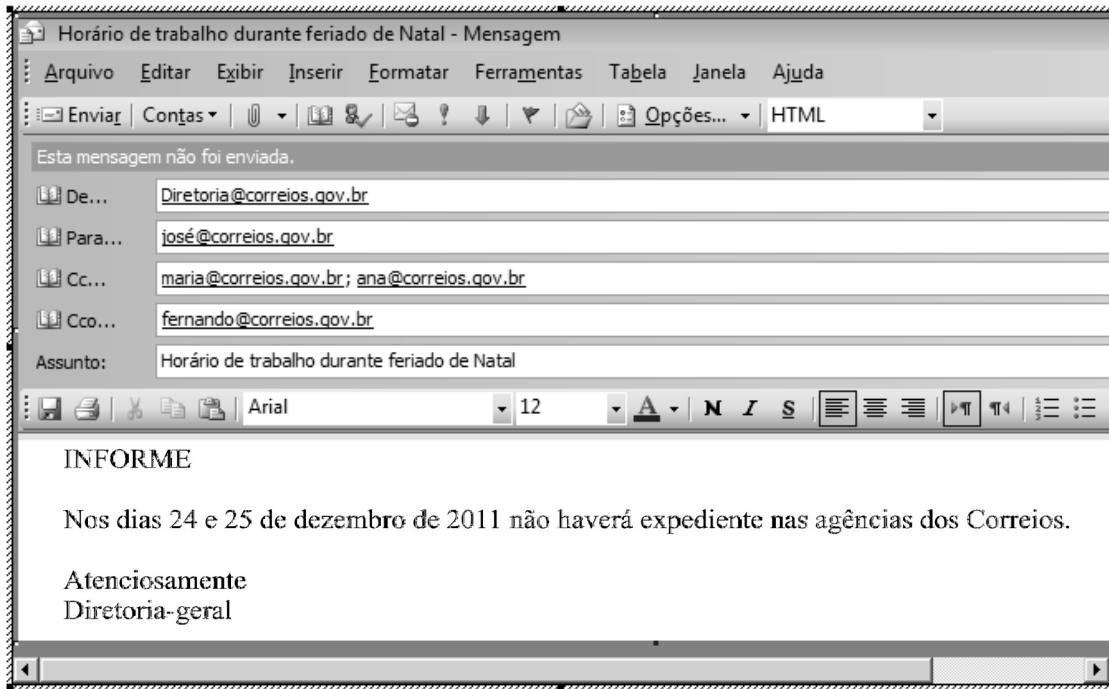 Horário de trabalho durante feriado de Natal - Mensagem
Arquivo Editar Exibir Inserir Formatar Ferramentas Tabela Janela Ajuda
Enviar Contas Opções... HTML
Esta mensagem não foi enviada.
De... Diretoria@correios.gov.br
Para... josé@correios.gov.br
Cc... maria@correios.gov.br; ana@correios.gov.br
Cco... fernando@correios.gov.br
Assunto: Horário de trabalho durante feriado de Natal
Arial 12 A N I S
INFORME
Nos dias 24 e 25 de dezembro de 2011 não haverá expediente nas agências dos Correios.
Atenciosamente
Diretoria-geral